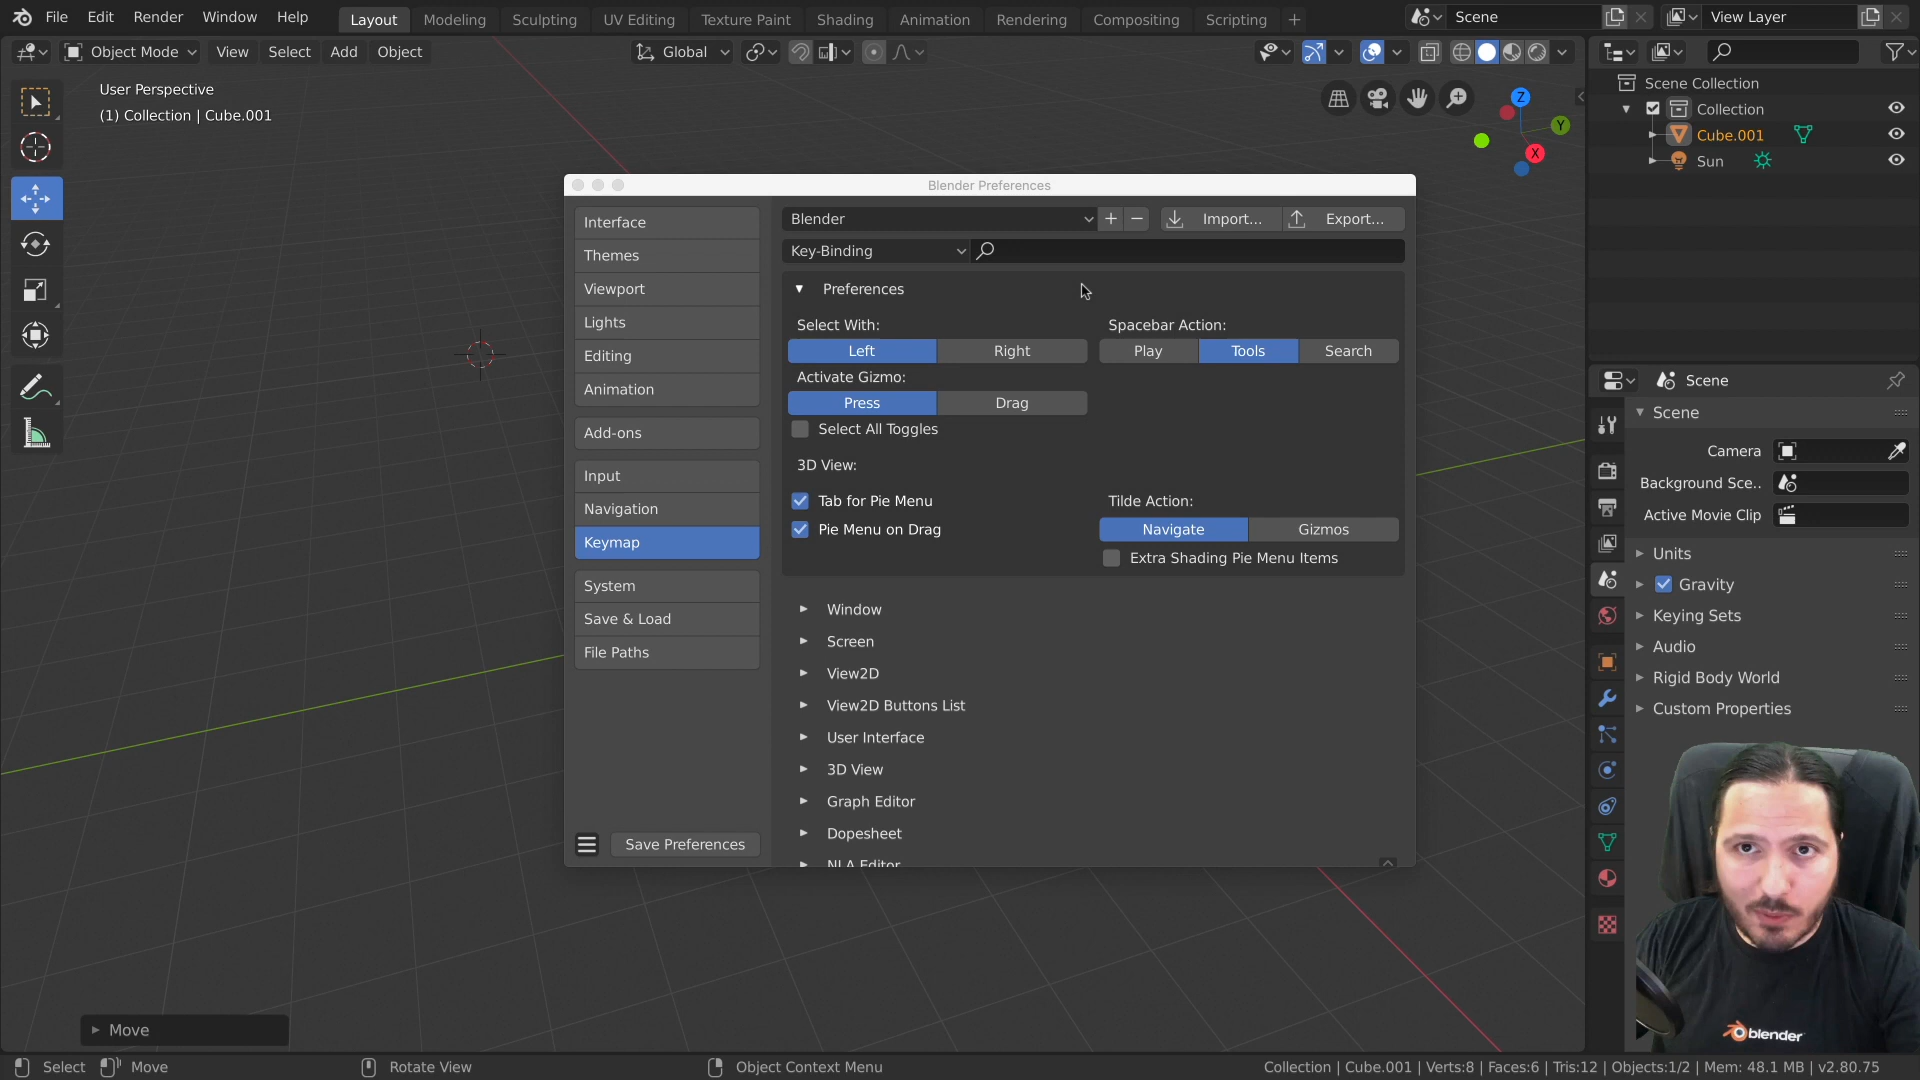 File Edit Render Window Help Layout Modeling Sculpting UV Editing Texture Paint Shading Animation Rendering Compositing Scripting + Scene View Layer
Object Mode View Select Add Object Global
User Perspective
(1) Collection | Cube.001
Z
Y
X
Scene Collection
Collection
Cube.001
Sun
Blender Preferences
Interface
Themes
Viewport
Lights
Editing
Animation
Add-ons
Input
Navigation
Keymap
System
Save & Load
File Paths
Save Preferences
Blender Import... Export...
Key-Binding
Preferences
Select With: Spacebar Action:
Left Right Play Tools Search
Activate Gizmo:
Press Drag
Select All Toggles
3D View:
Tab for Pie Menu Tilde Action:
Pie Menu on Drag Navigate Gizmos
Extra Shading Pie Menu Items
Window
Screen
View2D
View2D Buttons List
User Interface
3D View
Graph Editor
Dopesheet
NLA Editor
Scene
Scene
Camera
Background Sce..
Active Movie Clip
Units
Gravity
Keying Sets
Audio
Rigid Body World
Custom Properties
blender
Move
Select Move Rotate View Object Context Menu Collection | Cube.001 | Verts:8 | Faces:6 | Tris:12 | Objects:1/2 | Mem: 48.1 MB | v2.80.75